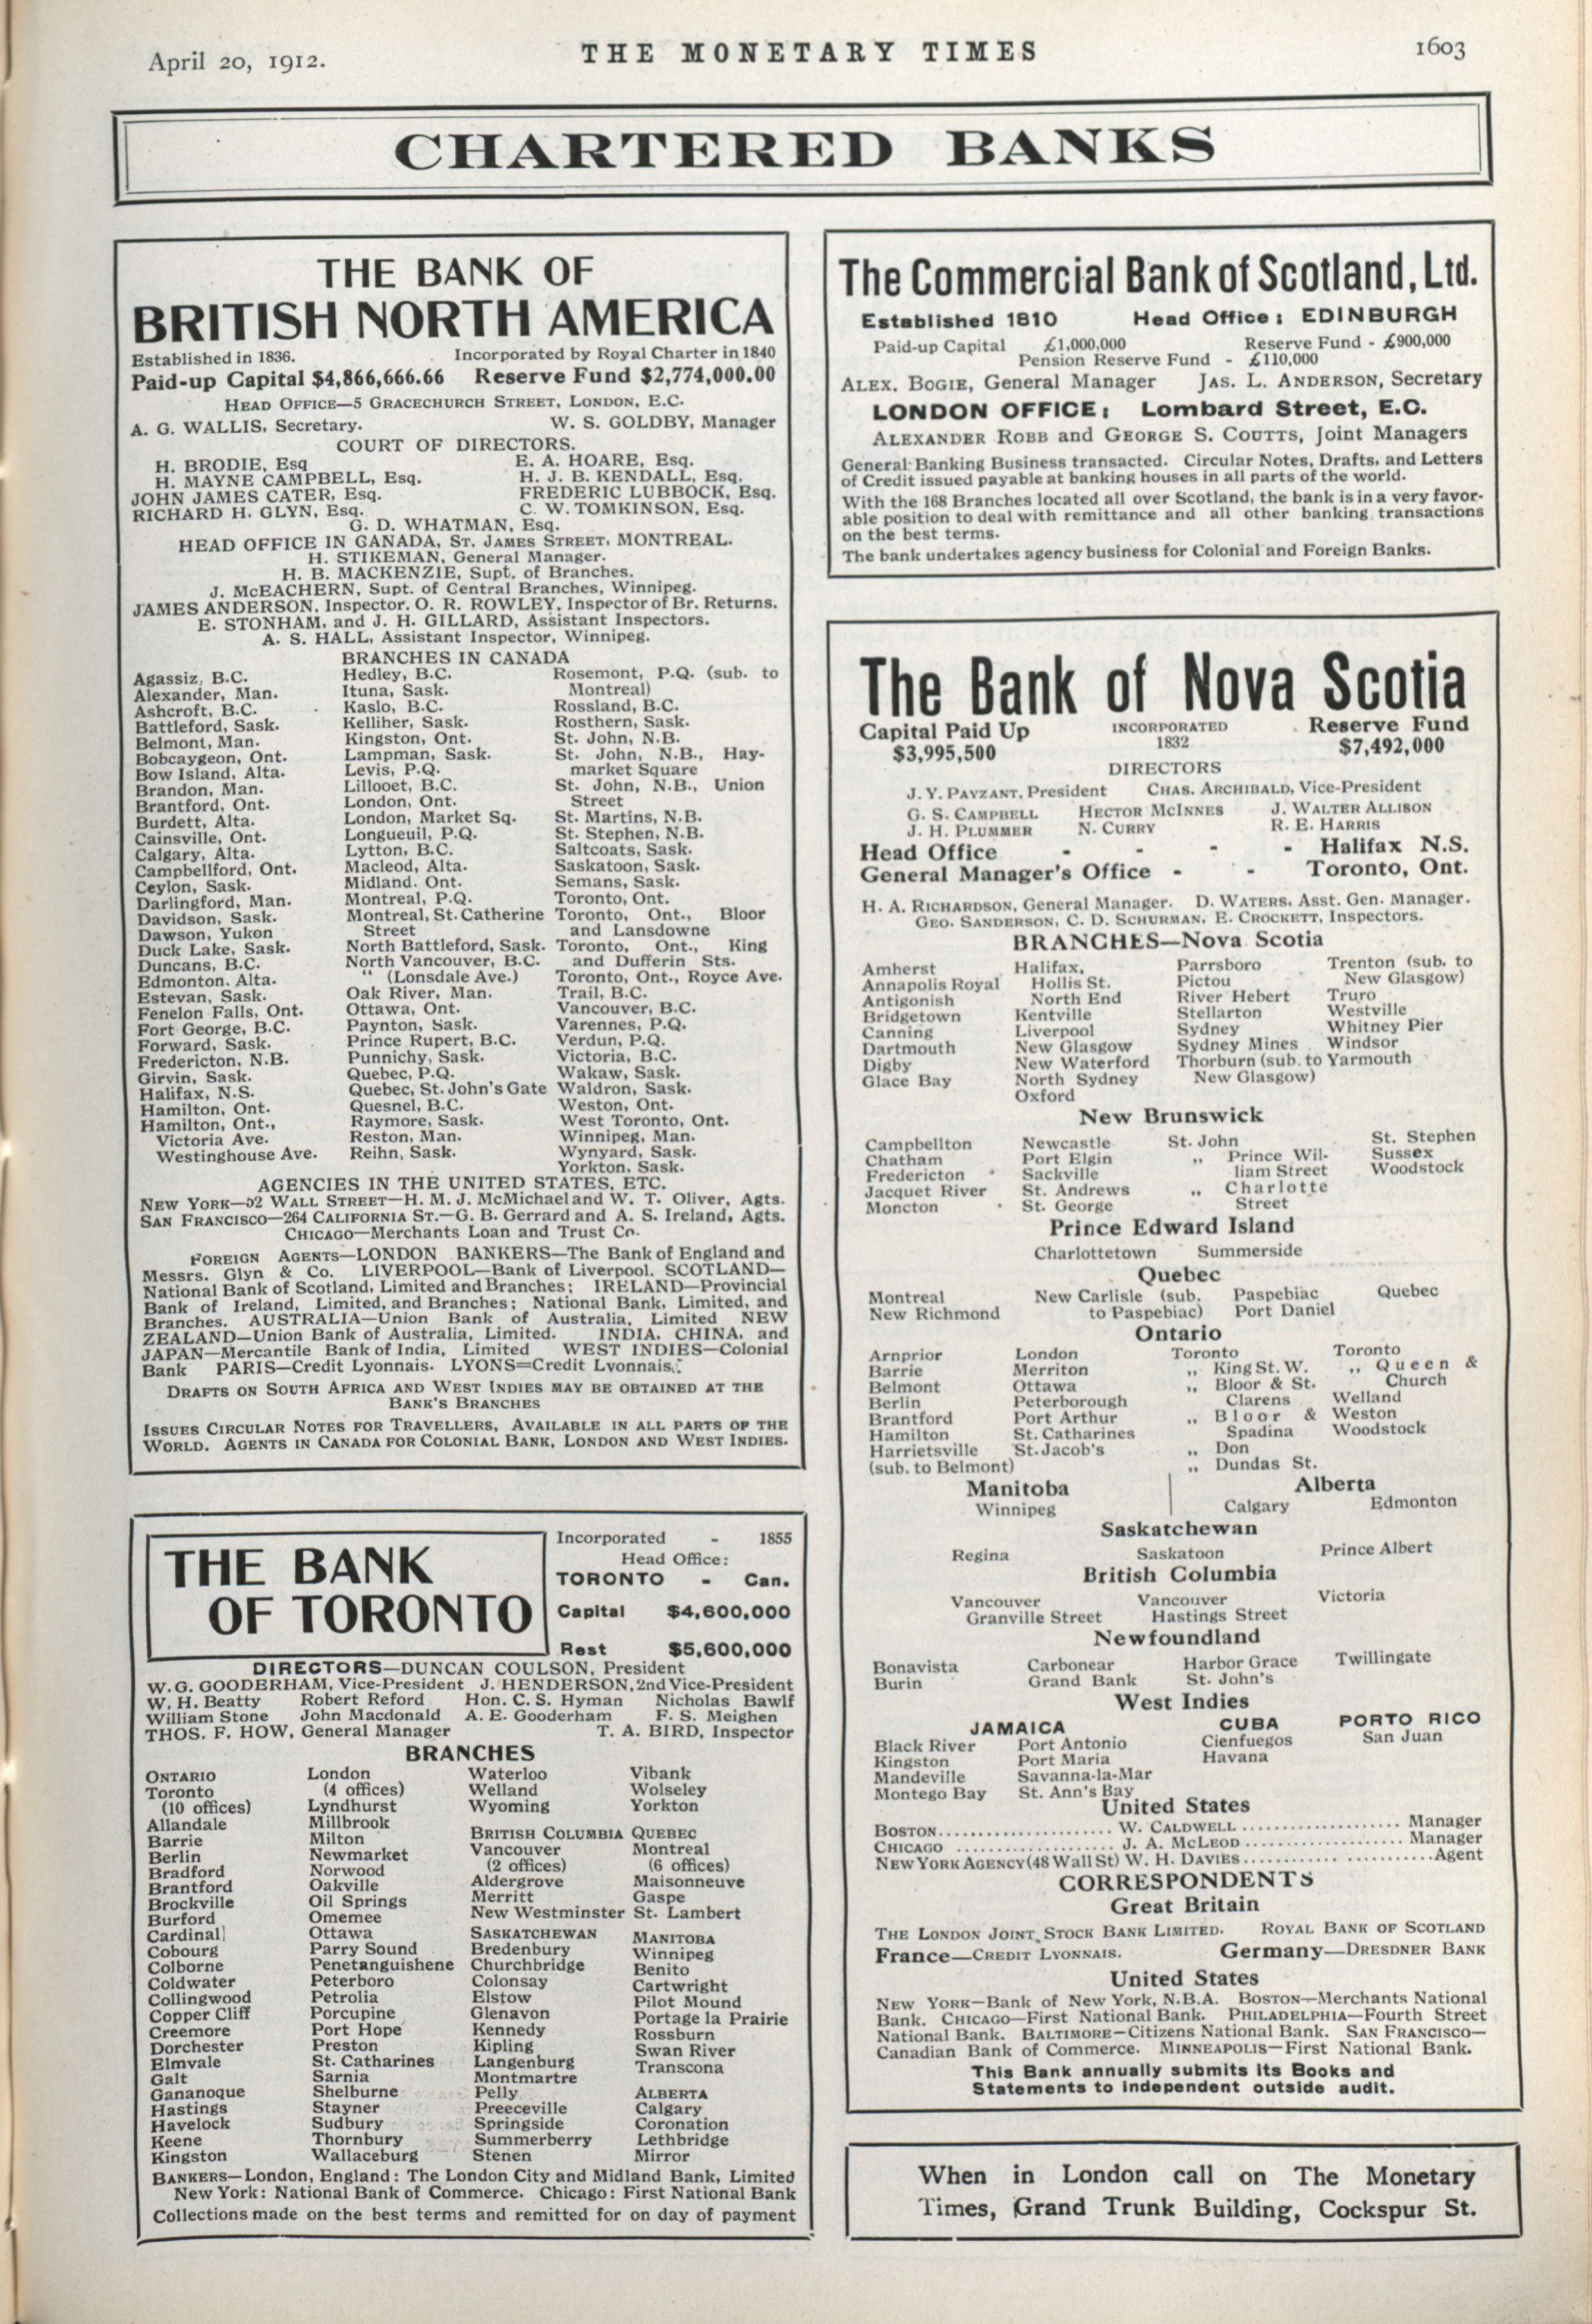 April 20, 1912.
THE MONETARY TIMES
1603
CHARTERED BANKS
THE BANK OF
BRITISH NORTH AMERICA
Established in 1836. Incorporated by Royal Charter in 1840
Paid-up Capital $4,866,666.66 Reserve Fund $2,774,000.00
HEAD OFFICE—5 GRACECHURCH STREET, LONDON, E.C.
A. G. WALLIS, Secretary. W. S. GOLDBY, Manager
COURT OF DIRECTORS.
H. BRODIE, Esq E. A. HOARE, Esq.
H. MAYNE CAMPBELL, Esq. H. J. B. KENDALL, Esq.
JOHN JAMES CATER, Esq. FREDERIC LUBBOCK, Esq.
RICHARD H. GLYN, Esq. C. W. TOMKINSON, Esq.
G. D. WHATMAN, Esq.
HEAD OFFICE IN CANADA, ST. JAMES STREET, MONTREAL.
H. STIKEMAN, General Manager.
H. B. MACKENZIE, Supt. of Branches.
J. McEACHERN, Supt. of Central Branches, Winnipeg.
JAMES ANDERSON, Inspector. O. R. ROWLEY, Inspector of Br. Returns.
E. STONHAM, and J. H. GILLARD, Assistant Inspectors.
A. S. HALL, Assistant Inspector, Winnipeg.
BRANCHES IN CANADA
Agassiz, B.C.
Alexander, Man.
Ashcroft, B.C.
Battleford, Sask.
Belmont, Man.
Bobcaygeon, Ont.
Bow Island, Alta.
Brandon, Man.
Brantford, Ont.
Burdett, Alta.
Cainsville, Ont.
Calgary, Alta.
Campbellford, Ont.
Ceylon, Sask.
Darlingford, Man.
Davidson, Sask.
Dawson, Yukon
Duck Lake, Sask.
Duncans, B.C.
Edmonton, Alta.
Estevan, Sask.
Fenelon Falls, Ont.
Fort George, B.C.
Forward, Sask.
Fredericton, N.B.
Girvin, Sask.
Halifax, N.S.
Hamilton, Ont.
Hamilton, Ont.,
Victoria Ave.
Westinghouse Ave.
Hedley, B.C.
Ituna, Sask.
Kaslo, B.C.
Kelliher, Sask.
Kingston, Ont.
Lampman, Sask.
Levis, P.Q.
Lillooet, B.C.
London, Ont.
London, Market Sq.
Longueuil, P.Q.
Lytton, B.C.
Macleod, Alta.
Midland, Ont.
Montreal, P.Q.
Montreal, St. Catherine
Street
North Battleford, Sask.
North Vancouver, B.C.
" (Lonsdale Ave.)
Oak River, Man.
Ottawa, Ont.
Paynton, Sask.
Prince Rupert, B.C.
Punnichy, Sask.
Quebec, P.Q.
Quebec, St. John's Gate
Quesnel, B.C.
Raymore, Sask.
Reston, Man.
Reihn, Sask.
Rosemont, P.Q. (sub. to
Montreal)
Rossland, B.C.
Rosthern, Sask.
St. John, N.B.
St. John, N.B., Hay-
market Square
St. John, N.B., Union
Street
St. Martins, N.B.
St. Stephen, N.B.
Saltcoats, Sask.
Saskatoon, Sask.
Semans, Sask.
Toronto, Ont.
Toronto, Ont., Bloor
and Lansdowne
Toronto, Ont., King
and Dufferin Sts.
Toronto, Ont., Royce Ave.
Trail, B.C.
Vancouver, B.C.
Varennes, P.Q.
Verdun, P.Q.
Victoria, B.C.
Wakaw, Sask.
Waldron, Sask.
Weston, Ont.
West Toronto, Ont.
Winnipeg, Man.
Wynyard, Sask.
Yorkton, Sask.
AGENCIES IN THE UNITED STATES, ETC.
NEW YORK—52 WALL STREET—H. M. J. McMichael and W. T. Oliver, Agts.
SAN FRANCISCO—264 CALIFORNIA ST.—G. B. Gerrard and A. S. Ireland, Agts.
CHICAGO—Merchants Loan and Trust Co.
FOREIGN AGENTS—LONDON BANKERS—The Bank of England and
Messrs. Glyn & Co. LIVERPOOL—Bank of Liverpool. SCOTLAND—
National Bank of Scotland, Limited and Branches; IRELAND—Provincial
Bank of Ireland, Limited, and Branches; National Bank, Limited, and
Branches. AUSTRALIA—Union Bank of Australia, Limited NEW
ZEALAND—Union Bank of Australia, Limited. INDIA, CHINA, and
JAPAN—Mercantile Bank of India, Limited WEST INDIES—Colonial
Bank PARIS—Credit Lyonnais. LYONS—Credit Lyonnais.
DRAFTS ON SOUTH AFRICA AND WEST INDIES MAY BE OBTAINED AT THE
BANK'S BRANCHES
ISSUES CIRCULAR NOTES FOR TRAVELLERS, AVAILABLE IN ALL PARTS OF THE
WORLD. AGENTS IN CANADA FOR COLONIAL BANK, LONDON AND WEST INDIES.
THE BANK
OF TORONTO
Incorporated - 1855
Head Office:
TORONTO - Can.
Capital $4,600,000
Rest $5,600,000
DIRECTORS—DUNCAN COULSON, President
W. G. GOODERHAM, Vice-President J. HENDERSON, 2nd Vice-President
W. H. Beatty Robert Reford Hon. C. S. Hyman Nicholas Bawlf
William Stone John Macdonald A. E. Gooderham F. S. Meighen
THOS. F. HOW, General Manager T. A. BIRD, Inspector
BRANCHES
ONTARIO
Toronto
(10 offices)
Allandale
Barrie
Berlin
Bradford
Brantford
Brockville
Burford
Cardinal
Cobourg
Colborne
Coldwater
Collingwood
Copper Cliff
Creemore
Dorchester
Elmvale
Galt
Gananoque
Hastings
Havelock
Keene
Kingston
London
(4 offices)
Lyndhurst
Millbrook
Milton
Newmarket
Norwood
Oakville
Oil Springs
Omemee
Ottawa
Parry Sound
Penetanguishene
Peterboro
Petrolia
Porcupine
Port Hope
Preston
St. Catharines
Sarnia
Shelburne
Stayner
Sudbury
Thornbury
Wallaceburg
Waterloo
Welland
Wyoming
BRITISH COLUMBIA
Vancouver
(2 offices)
Aldergrove
Merritt
New Westminster
SASKATCHEWAN
Bredenbury
Churchbridge
Colonsay
Elstow
Glenavon
Kennedy
Kipling
Langenburg
Montmartre
Pelly
Preeceville
Springside
Summerberry
Stenen
Vibank
Wolseley
Yorkton
QUEBEC
Montreal
(6 offices)
Maisonneuve
Gaspe
St. Lambert
MANITOBA
Winnipeg
Benito
Cartwright
Pilot Mound
Portage la Prairie
Rossburn
Swan River
Transcona
ALBERTA
Calgary
Coronation
Lethbridge
Mirror
BANKERS—London, England: The London City and Midland Bank, Limited
New York: National Bank of Commerce. Chicago: First National Bank
Collections made on the best terms and remitted for on day of payment
The Commercial Bank of Scotland, Ltd.
Established 1810 Head Office: EDINBURGH
Paid-up Capital £1,000,000 Reserve Fund - £900,000
Pension Reserve Fund - £110,000
ALEX. BOGIE, General Manager JAS. L. ANDERSON, Secretary
LONDON OFFICE: Lombard Street, E.C.
ALEXANDER ROBB and GEORGE S. COUTTS, Joint Managers
General Banking Business transacted. Circular Notes, Drafts, and Letters
of Credit issued payable at banking houses in all parts of the world.
With the 168 Branches located all over Scotland, the bank is in a very favor-
able position to deal with remittance and all other banking transactions
on the best terms.
The bank undertakes agency business for Colonial and Foreign Banks.
The Bank of Nova Scotia
Capital Paid Up INCORPORATED Reserve Fund
$3,995,500 1832 $7,492,000
DIRECTORS
J. Y. PAYZANT, President CHAS. ARCHIBALD, Vice-President
G. S. CAMPBELL HECTOR MCINNES J. WALTER ALLISON
J. H. PLUMMER N. CURRY R. E. HARRIS
Head Office - - - - Halifax N.S.
General Manager's Office - - Toronto, Ont.
H. A. RICHARDSON, General Manager. D. WATERS, Asst. Gen. Manager.
GEO. SANDERSON, C. D. SCHURMAN, E. CROCKETT, Inspectors.
BRANCHES—Nova Scotia
Amherst Halifax, Parrsboro Trenton (sub. to
Annapolis Royal Hollis St. Pictou New Glasgow)
Antigonish North End River Hebert Truro
Bridgetown Kentville Stellarton Westville
Canning Liverpool Sydney Whitney Pier
Dartmouth New Glasgow Sydney Mines Windsor
Digby New Waterford Thorburn (sub. to Yarmouth
Glace Bay North Sydney New Glasgow)
Oxford
New Brunswick
Campbellton Newcastle St. John St. Stephen
Chatham Port Elgin ,, Prince Wil- Sussex
Fredericton Sackville liam Street Woodstock
Jacquet River St. Andrews ,, Charlotte
Moncton St. George Street
Prince Edward Island
Charlottetown Summerside
Quebec
Montreal New Carlisle (sub. Paspebiac Quebec
New Richmond to Paspebiac) Port Daniel
Ontario
Arnprior London Toronto Toronto
Barrie Merriton ,, King St. W. ,, Queen &
Belmont Ottawa ,, Bloor & St. Church
Berlin Peterborough Clarens Welland
Brantford Port Arthur ,, Bloor & Weston
Hamilton St. Catharines Spadina Woodstock
Harrietsville St. Jacob's ,, Don
(sub. to Belmont) ,, Dundas St.
Manitoba Alberta
Winnipeg Calgary Edmonton
Saskatchewan
Regina Saskatoon Prince Albert
British Columbia
Vancouver Vancouver Victoria
Granville Street Hastings Street
Newfoundland
Bonavista Carbonear Harbor Grace Twillingate
Burin Grand Bank St. John's
West Indies
JAMAICA CUBA PORTO RICO
Black River Port Antonio Cienfuegos San Juan
Kingston Port Maria Havana
Mandeville Savanna-la-Mar
Montego Bay St. Ann's Bay
United States
BOSTON...................... W. CALDWELL .................... Manager
CHICAGO .................... J. A. MCLEOD .................... Manager
NEW YORK AGENCY (48 Wall St) W. H. DAVIES......................Agent
CORRESPONDENTS
Great Britain
THE LONDON JOINT STOCK BANK LIMITED. ROYAL BANK OF SCOTLAND
France—CREDIT LYONNAIS. Germany—DRESDNER BANK
United States
NEW YORK—Bank of New York, N.B.A. BOSTON—Merchants National
Bank. CHICAGO—First National Bank. PHILADELPHIA—Fourth Street
National Bank. BALTIMORE—Citizens National Bank. SAN FRANCISCO—
Canadian Bank of Commerce. MINNEAPOLIS—First National Bank.
This Bank annually submits its Books and
Statements to independent outside audit.
When in London call on The Monetary
Times, Grand Trunk Building, Cockspur St.